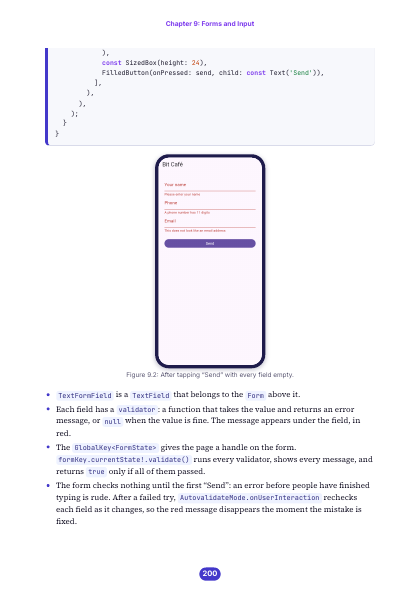 Chapter 9: Forms and Input
),
const SizedBox(height: 24),
FilledButton(onPressed: send, child: const Text('Send')),
],
),
),
);
}
}
Bit Café
Your name
Please enter your name
Phone
A phone number has 11 digits
Email
This does not look like an email address
Send
Figure 9.2: After tapping “Send” with every field empty.
• TextFormField is a TextField that belongs to the Form above it.
• Each field has a validator: a function that takes the value and returns an error
message, or null when the value is fine. The message appears under the field, in
red.
• The GlobalKey<FormState> gives the page a handle on the form.
formKey.currentState!.validate() runs every validator, shows every message, and
returns true only if all of them passed.
• The form checks nothing until the first “Send”: an error before people have finished
typing is rude. After a failed try, AutovalidateMode.onUserInteraction rechecks
each field as it changes, so the red message disappears the moment the mistake is
fixed.
200